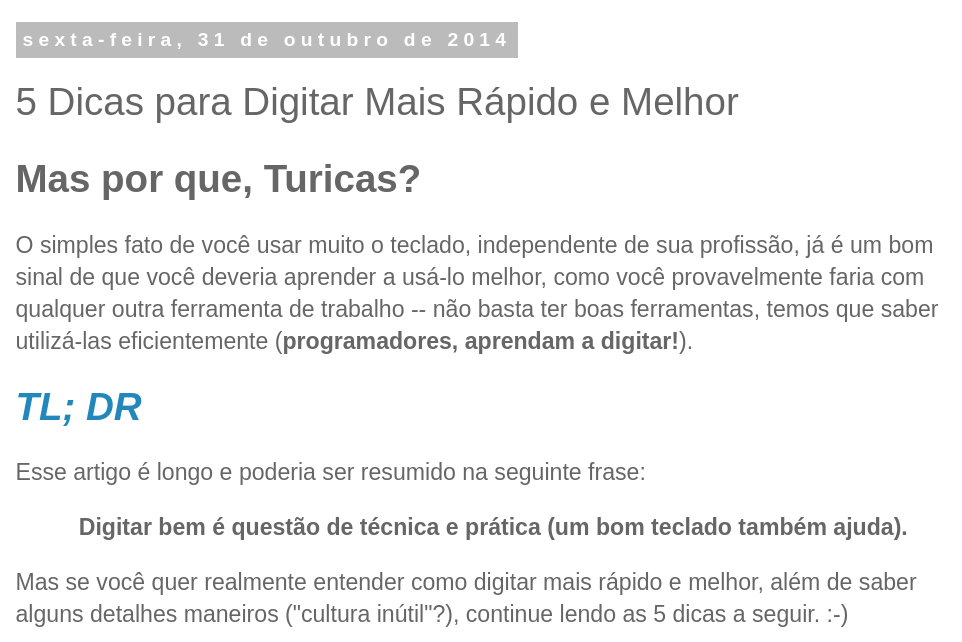 sexta-feira, 31 de outubro de 2014
5 Dicas para Digitar Mais Rápido e Melhor
Mas por que, Turicas?
O simples fato de você usar muito o teclado, independente de sua profissão, já é um bom
sinal de que você deveria aprender a usá-lo melhor, como você provavelmente faria com
qualquer outra ferramenta de trabalho -- não basta ter boas ferramentas, temos que saber
utilizá-las eficientemente (programadores, aprendam a digitar!).
TL; DR
Esse artigo é longo e poderia ser resumido na seguinte frase:
Digitar bem é questão de técnica e prática (um bom teclado também ajuda).
Mas se você quer realmente entender como digitar mais rápido e melhor, além de saber
alguns detalhes maneiros ("cultura inútil"?), continue lendo as 5 dicas a seguir. :-)